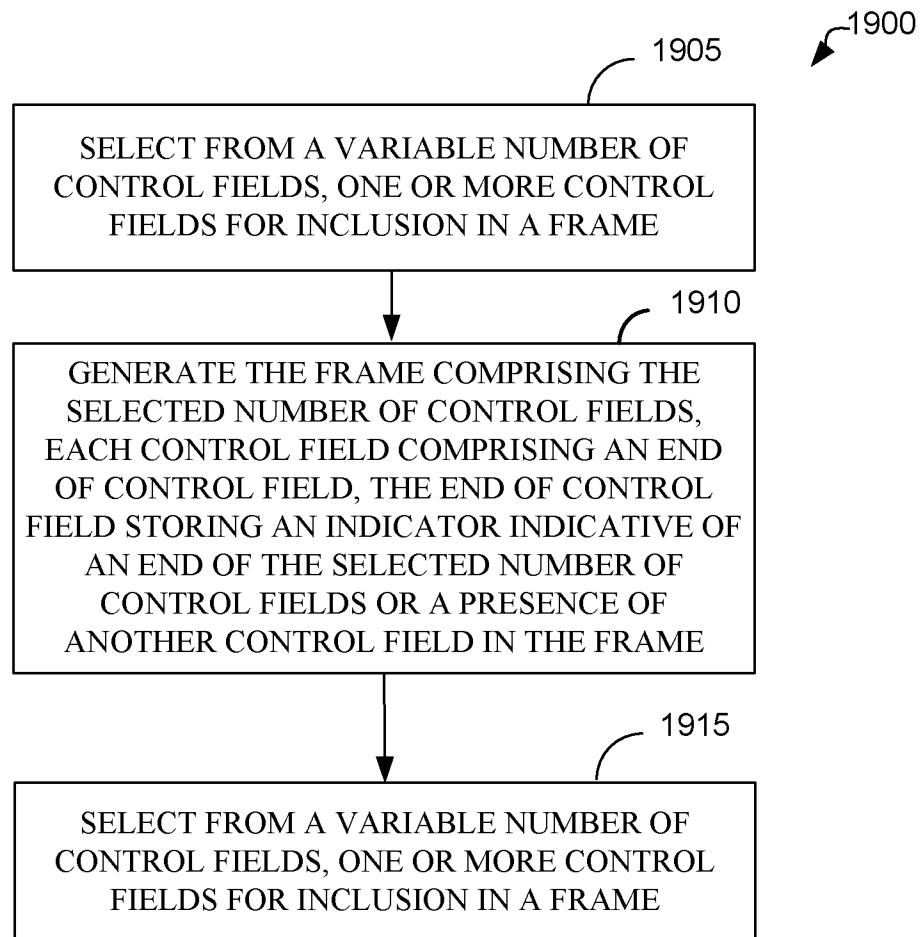 1900
1905
SELECT FROM A VARIABLE NUMBER OF
CONTROL FIELDS, ONE OR MORE CONTROL
FIELDS FOR INCLUSION IN A FRAME
1910
GENERATE THE FRAME COMPRISING THE
SELECTED NUMBER OF CONTROL FIELDS,
EACH CONTROL FIELD COMPRISING AN END
OF CONTROL FIELD, THE END OF CONTROL
FIELD STORING AN INDICATOR INDICATIVE OF
AN END OF THE SELECTED NUMBER OF
CONTROL FIELDS OR A PRESENCE OF
ANOTHER CONTROL FIELD IN THE FRAME
1915
SELECT FROM A VARIABLE NUMBER OF
CONTROL FIELDS, ONE OR MORE CONTROL
FIELDS FOR INCLUSION IN A FRAME